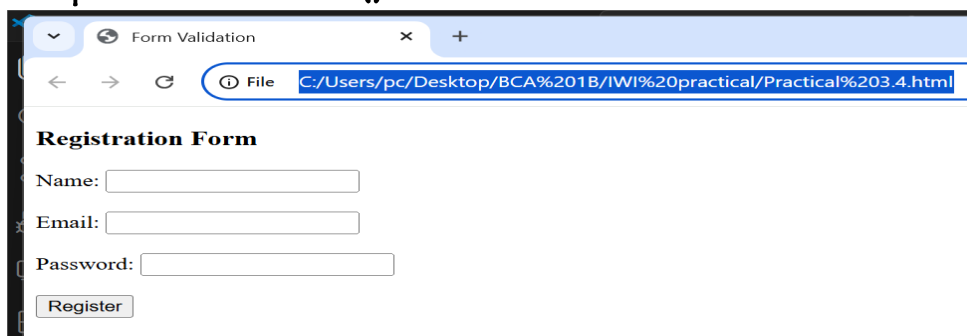 Form Validation
File C:/Users/pc/Desktop/BCA%201B/IWI%20practical/Practical%203.4.html
Registration Form
Name:
Email:
Password:
Register